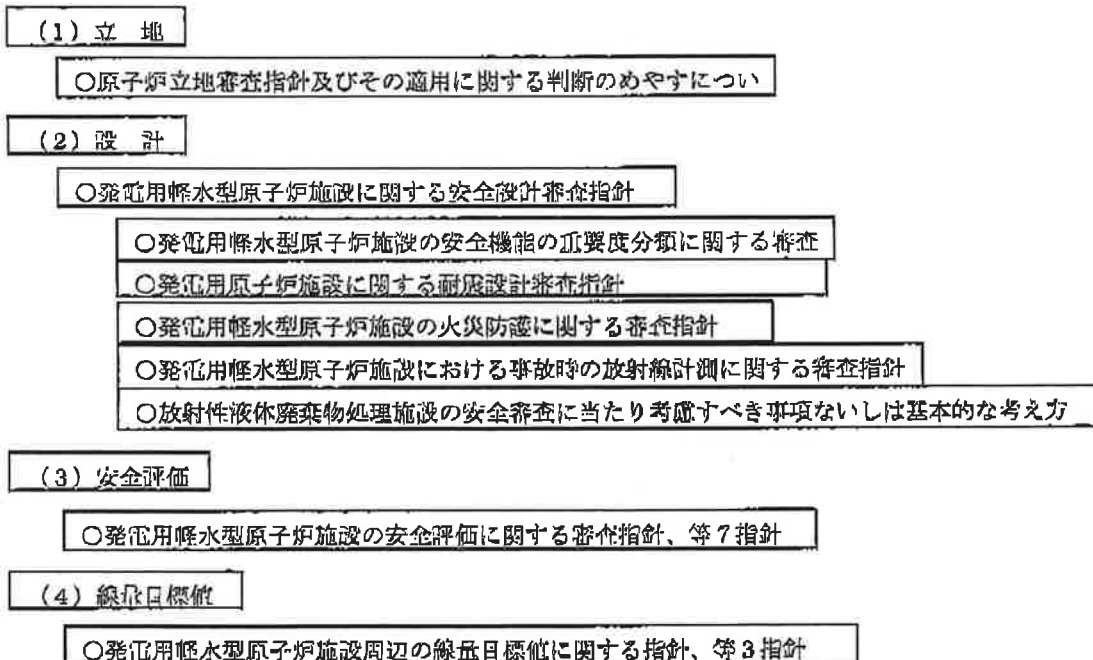 (1) 立 地
○原子炉立地審査指針及びその適用に関する判断のめやすについ
(2) 設 計
○発電用軽水型原子炉施設に関する安全設計審査指針
○発電用軽水型原子炉施設の安全機能の重要度分類に関する審査
○発電用原子炉施設に関する耐震設計審査指針
○発電用軽水型原子炉施設の火災防護に関する審査指針
○発電用軽水型原子炉施設における事故時の放射線計測に関する審査指針
○放射性液体廃棄物処理施設の安全審査に当たり考慮すべき事項ないしは基本的な考え方
(3) 安全評価
○発電用軽水型原子炉施設の安全評価に関する審査指針、等7指針
(4) 線量目標値
○発電用軽水型原子炉施設周辺の線量目標値に関する指針、等3指針